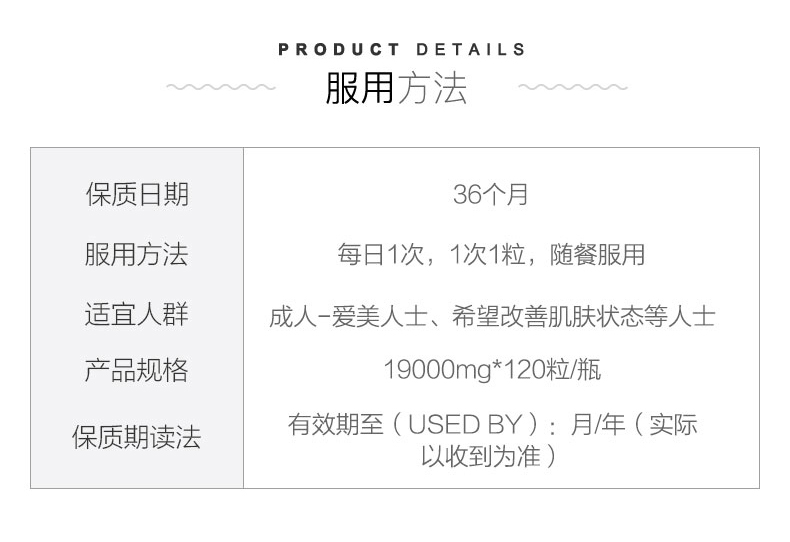 PRODUCT DETAILS
服用方法
保质日期
36个月
服用方法
每日1次，1次1粒，随餐服用
适宜人群
成人-爱美人士、希望改善肌肤状态等人士
产品规格
19000mg*120粒/瓶
保质期读法
有效期至（USED BY）：月/年（实际
以收到为准）